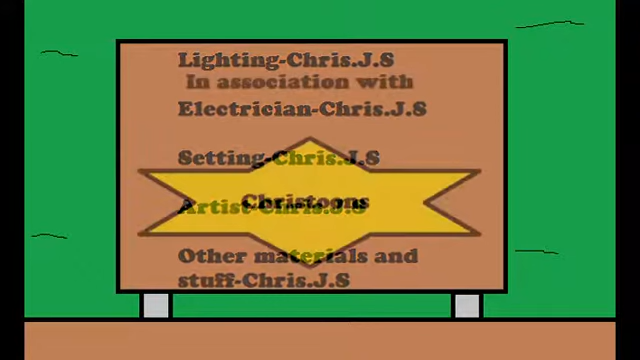 Lighting-Chris.J.S
In association with
Electrician-Chris.J.S
Setting-Chris.J.S
Christoons
Artist-Chris.J.S
Other materials and
stuff-Chris.J.S